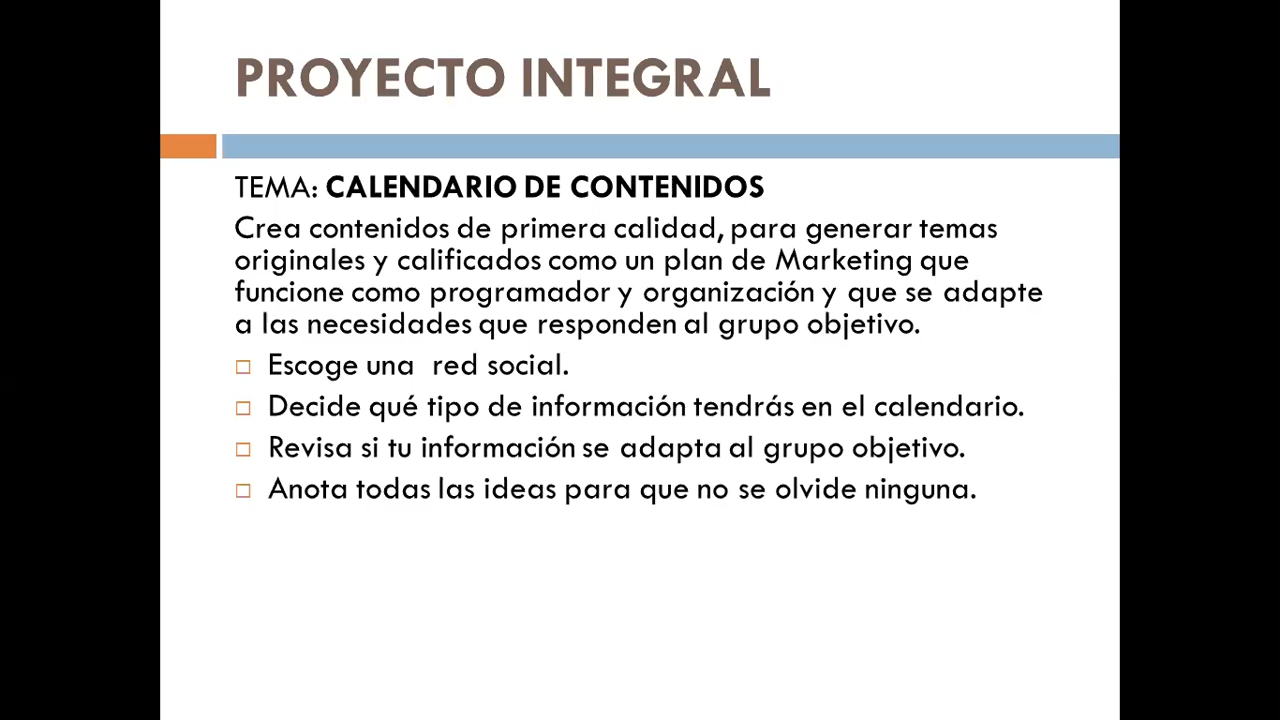 PROYECTO INTEGRAL
TEMA: CALENDARIO DE CONTENIDOS
Crea contenidos de primera calidad, para generar temas
originales y calificados como un plan de Marketing que
funcione como programador y organización y que se adapte
a las necesidades que responden al grupo objetivo.
Escoge una red social.
Decide qué tipo de información tendrás en el calendario.
Revisa si tu información se adapta al grupo objetivo.
Anota todas las ideas para que no se olvide ninguna.